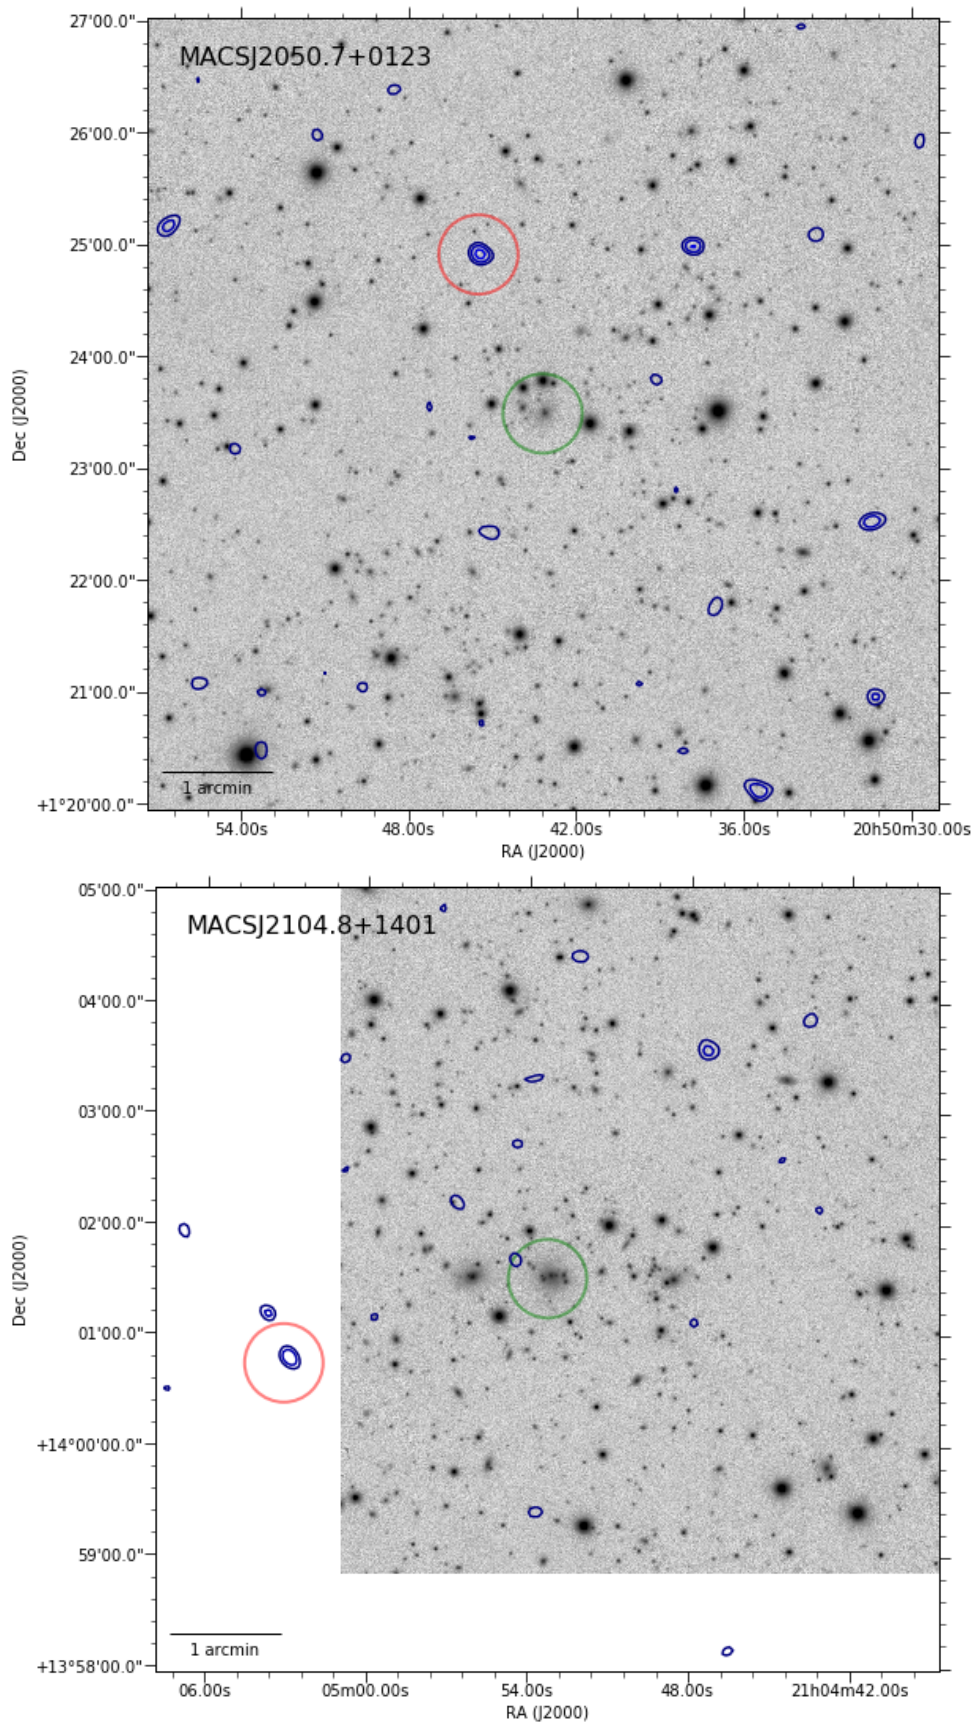 27'00.0"
MACSJ2050.7+0123
26'00.0"
25'00.0"
24'00.0"
Dec (J2000)
23'00.0"
22'00.0"
21'00.0"
1 arcmin
+1°20'00.0"
54.00s 48.00s 42.00s 36.00s 20h50m30.00s
RA (J2000)
05'00.0"
MACSJ2104.8+1401
04'00.0"
03'00.0"
02'00.0"
Dec (J2000)
01'00.0"
+14°00'00.0"
59'00.0"
1 arcmin
+13°58'00.0"
06.00s 05m00.00s 54.00s 48.00s 21h04m42.00s
RA (J2000)